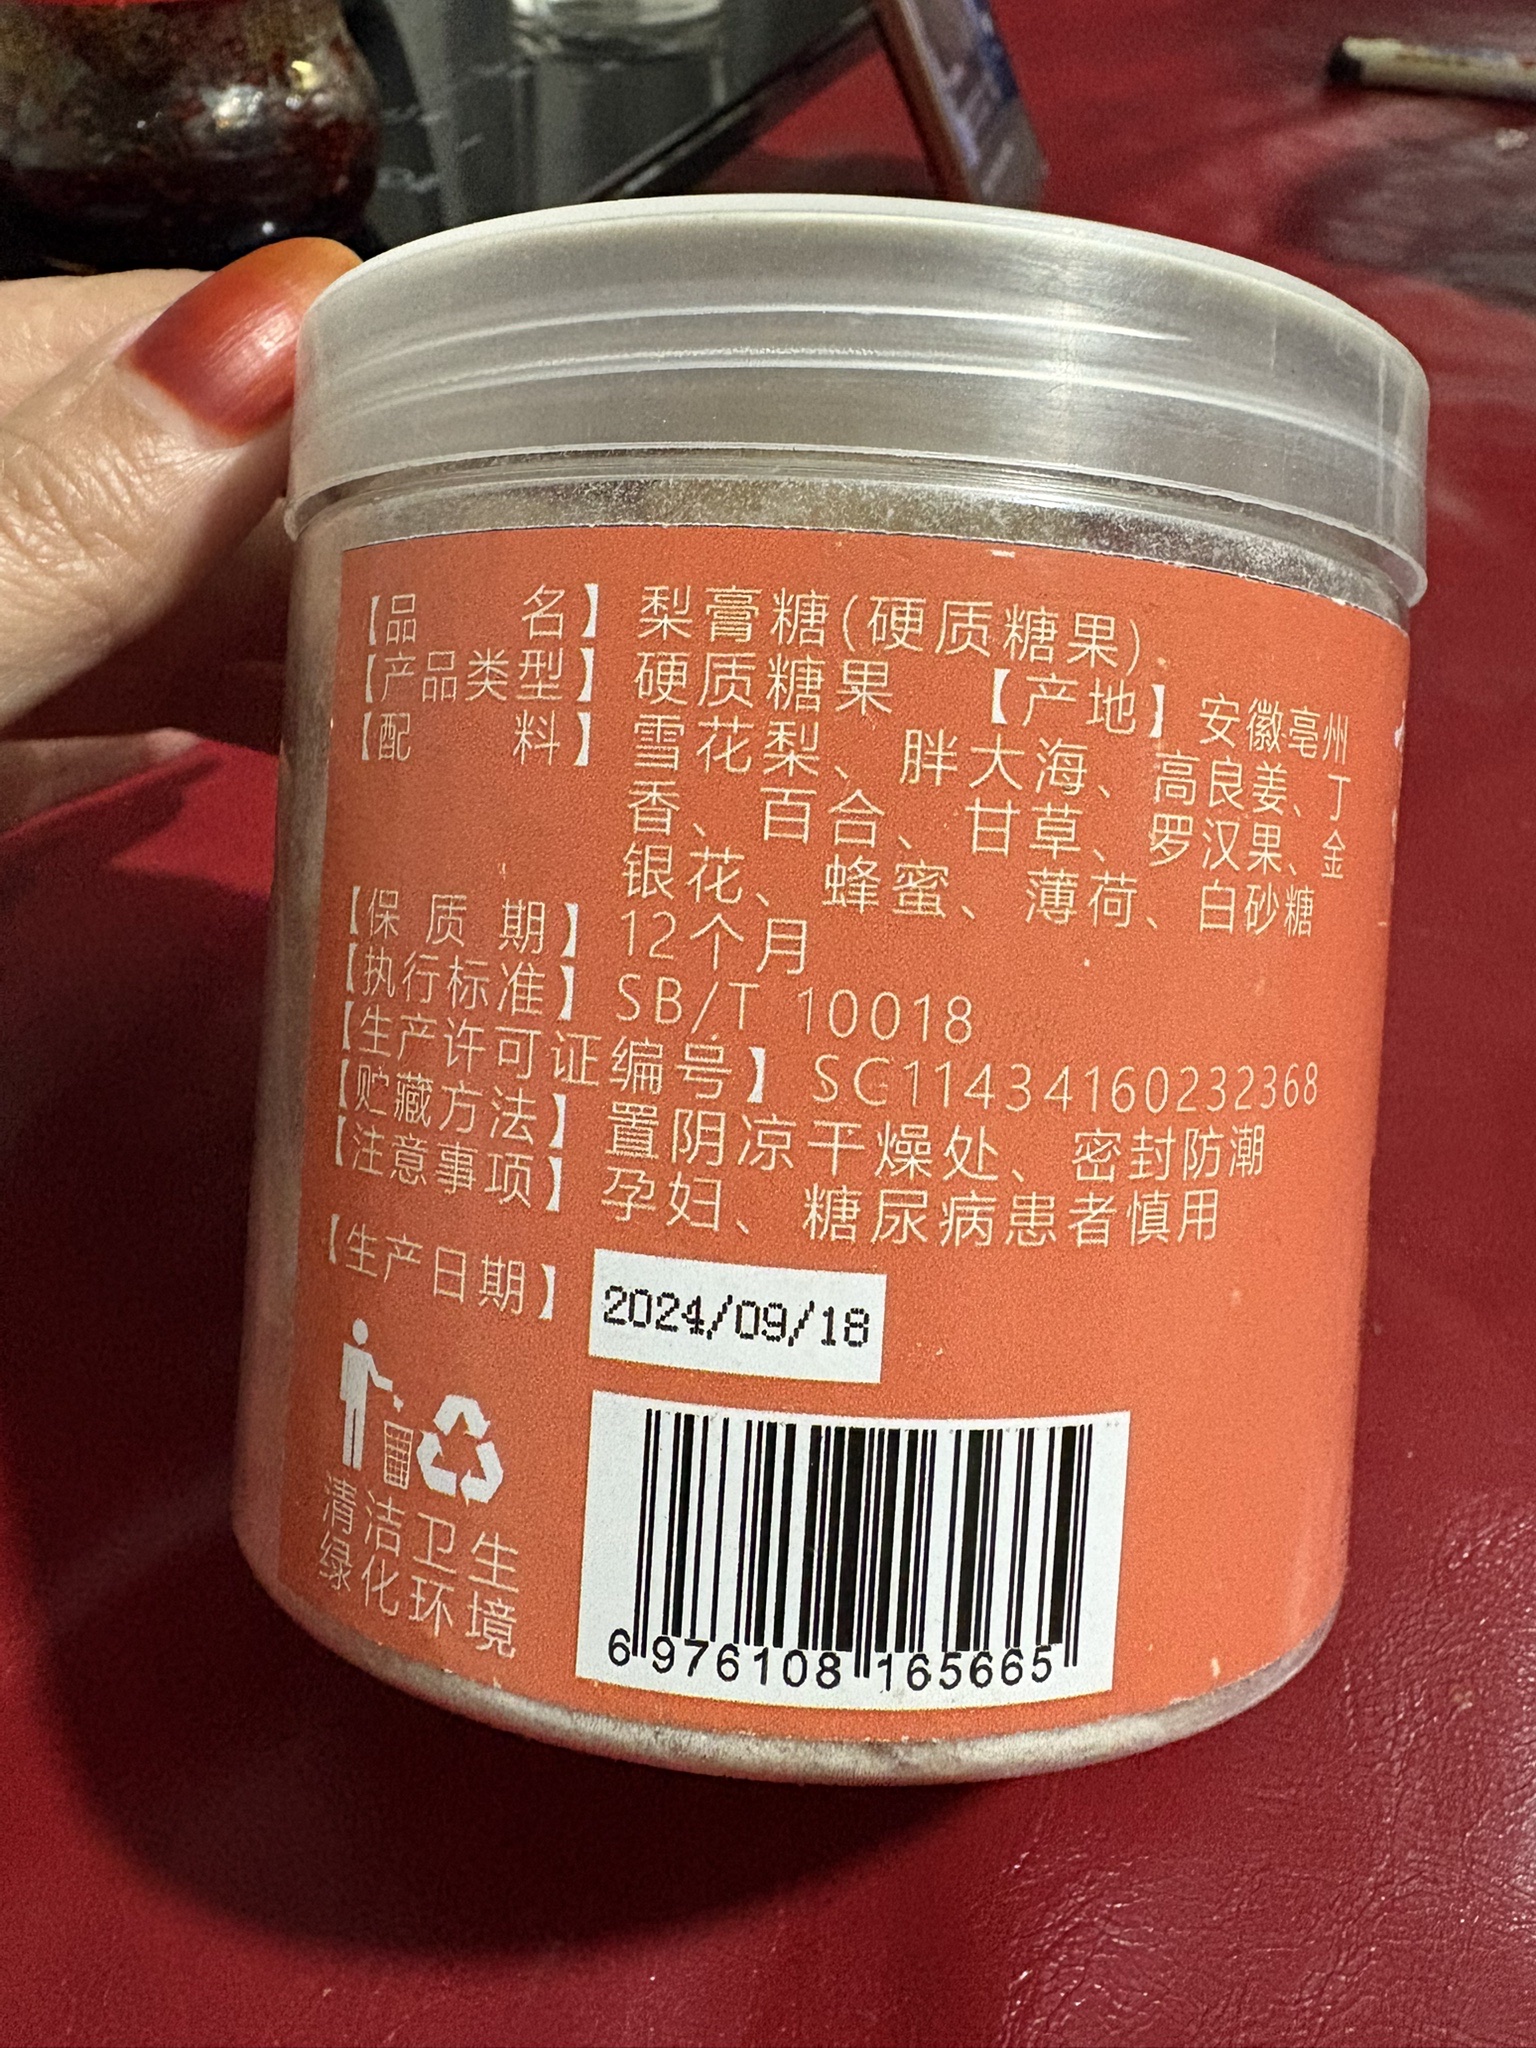 【品名】梨膏糖(硬质糖果)
【产品类型】硬质糖果 【产地】安徽亳州
【配料】雪花梨、胖大海、高良姜、丁
香、百合、甘草、罗汉果、金
银花、蜂蜜、薄荷、白砂糖
【保质期】12个月
【执行标准】SB/T 10018
【生产许可证编号】SC11434160232368
【贮藏方法】置阴凉干燥处、密封防潮
【注意事项】孕妇、糖尿病患者慎用
【生产日期】2024/09/18
清洁卫生
绿化环境
6 976108 165665